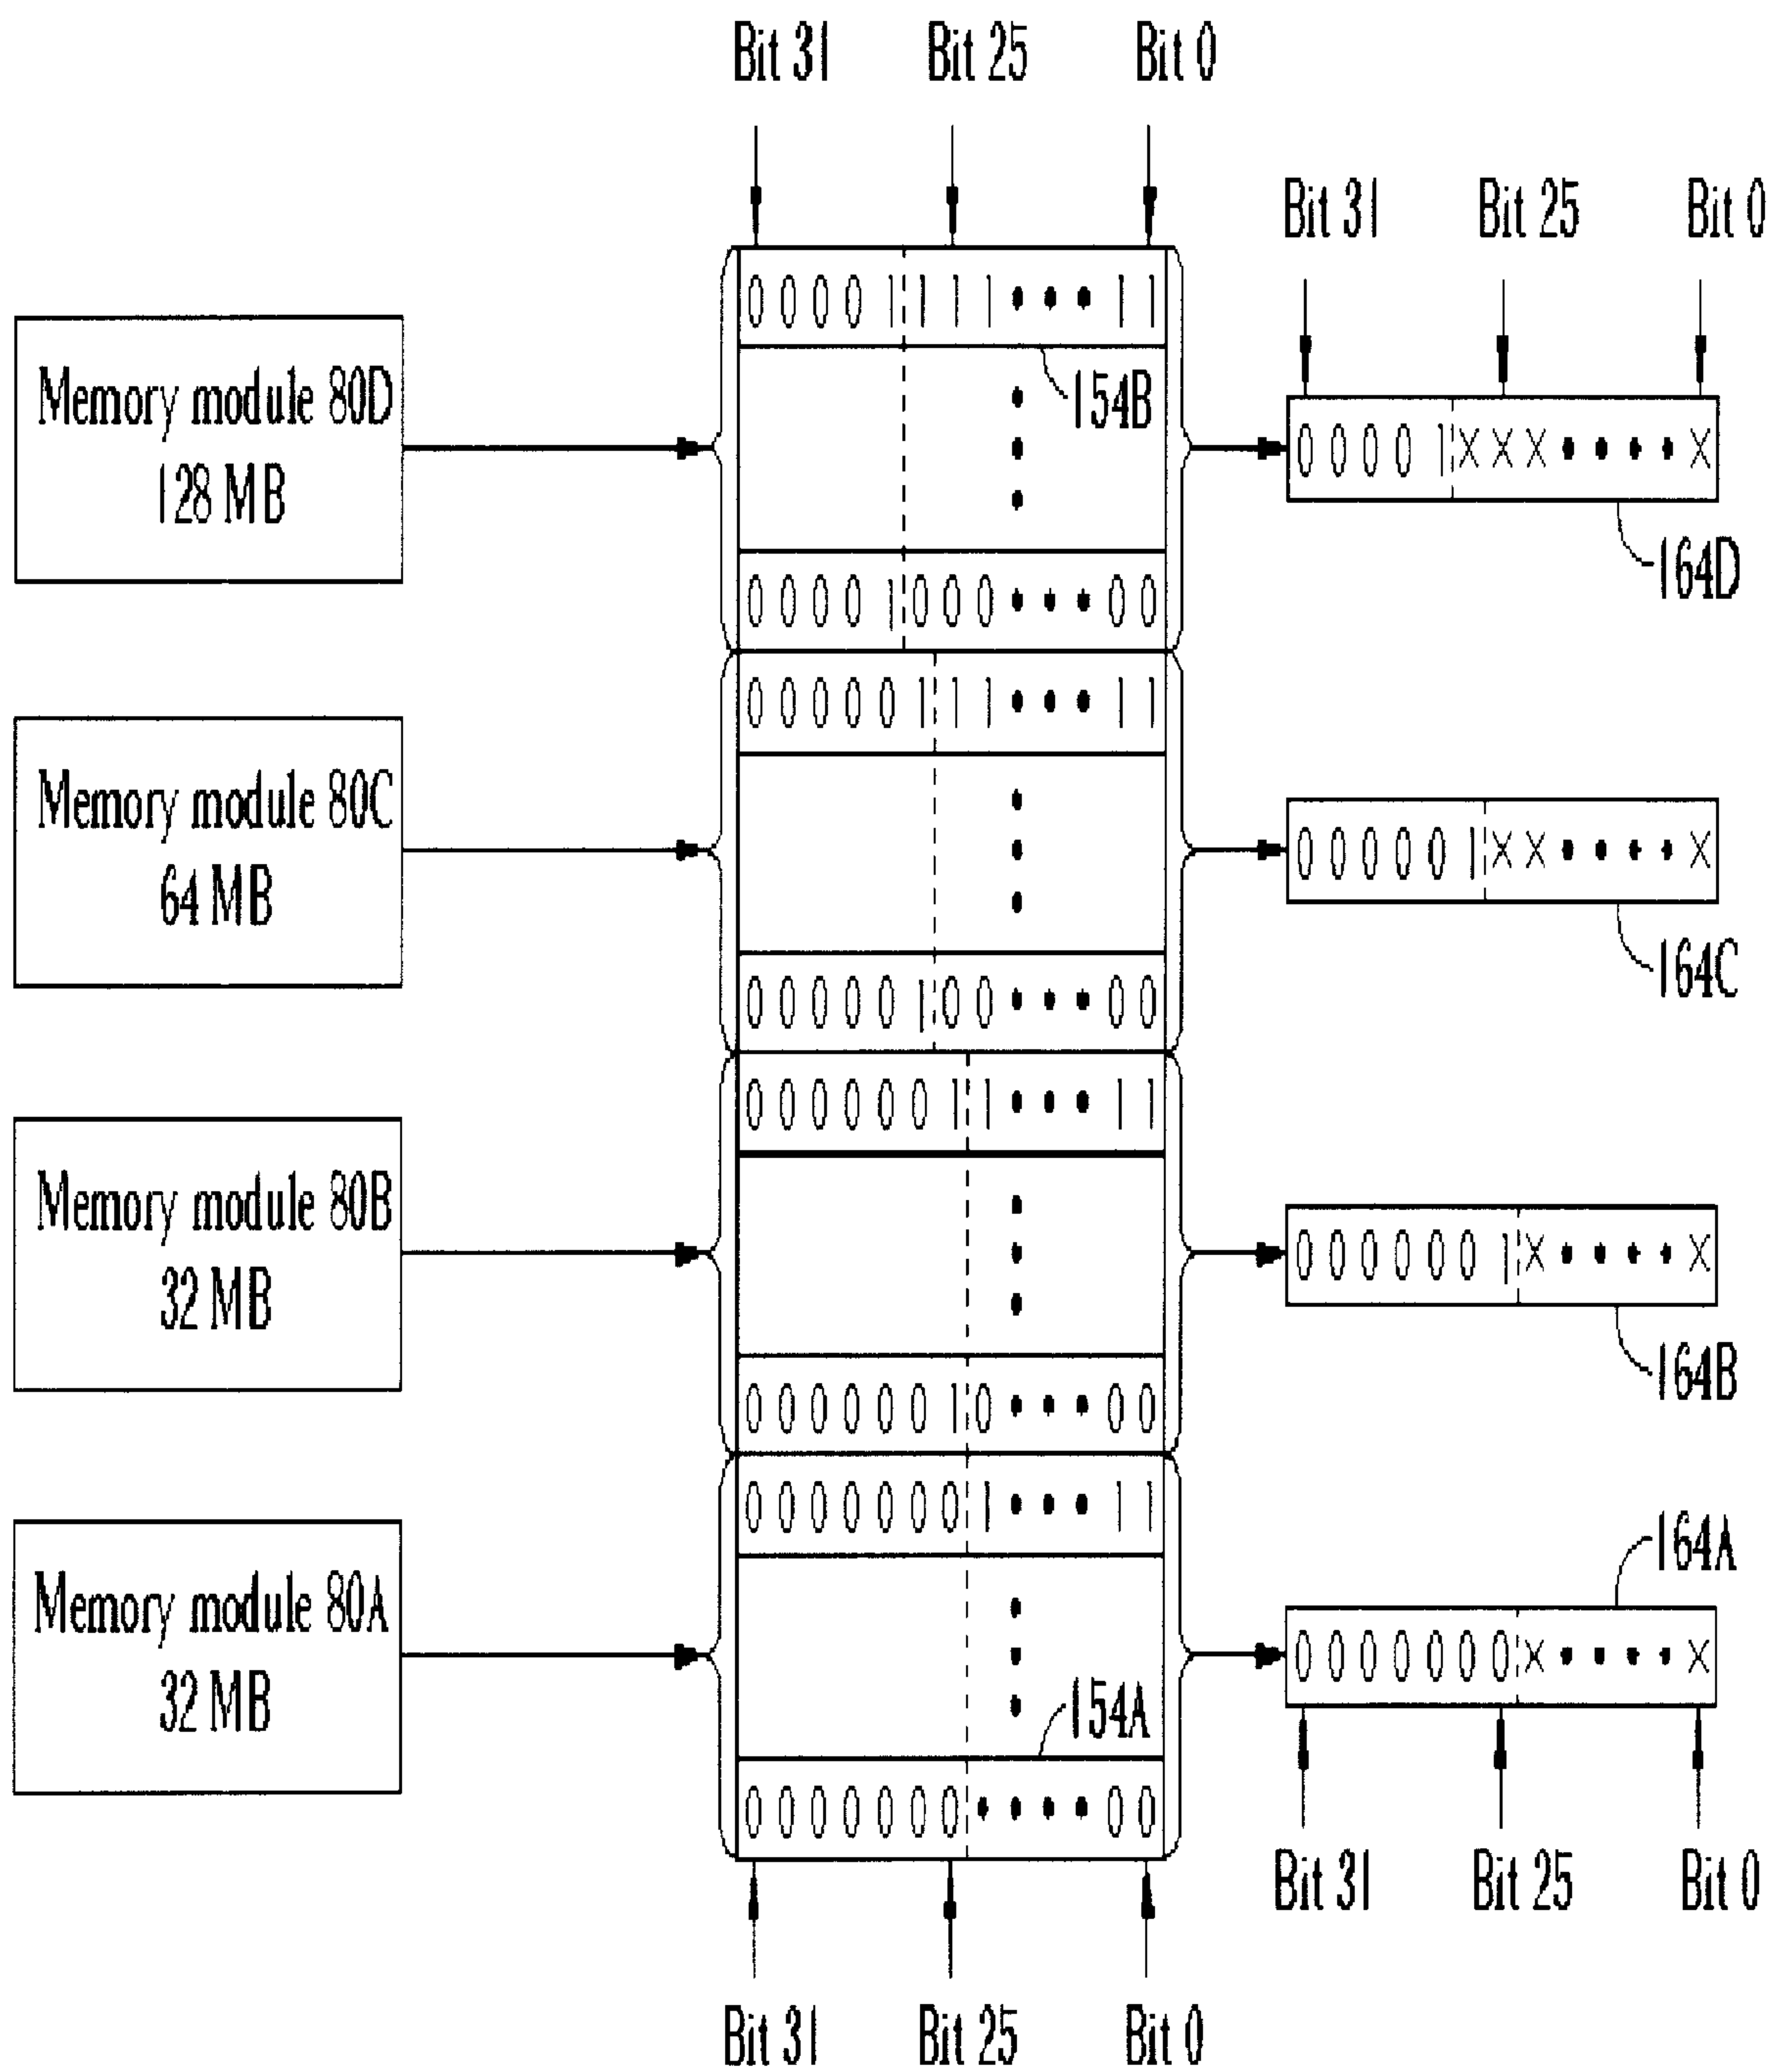 Bit 31 Bit 25 Bit 0
Bit 31 Bit 25 Bit 0
0 0 0 0 1 1 1 1 • • • 1 1
154B
Memory module 80D
128 MB
0 0 0 0 1 X X X • • • • X
164D
0 0 0 0 1 0 0 0 • • • 0 0
0 0 0 0 0 1 1 1 • • • 1 1
Memory module 80C
64 MB
0 0 0 0 0 1 X X • • • • X
164C
0 0 0 0 0 1 0 0 • • • 0 0
0 0 0 0 0 0 1 1 • • • 1 1
Memory module 80B
32 MB
0 0 0 0 0 0 1 X • • • • X
164B
0 0 0 0 0 0 1 0 • • • 0 0
0 0 0 0 0 0 0 1 • • • 1 1
164A
Memory module 80A
32 MB
0 0 0 0 0 0 0 X • • • • X
154A
0 0 0 0 0 0 0 • • • • 0 0
Bit 31 Bit 25 Bit 0
Bit 31 Bit 25 Bit 0